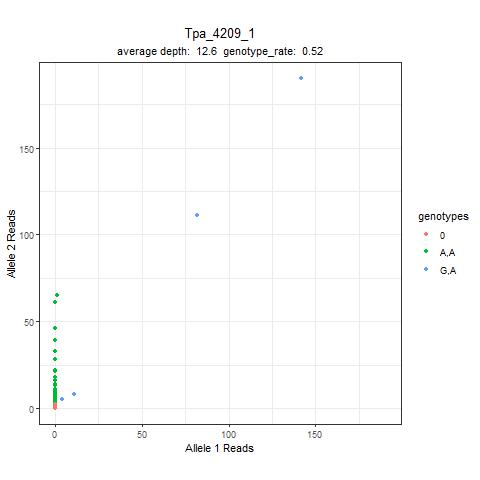 Tpa_4209_1
average depth:  12.6  genotype_rate:  0.52
Allele 2 Reads
150
100
50
0
0 50 100 150
Allele 1 Reads
genotypes
0
A,A
G,A